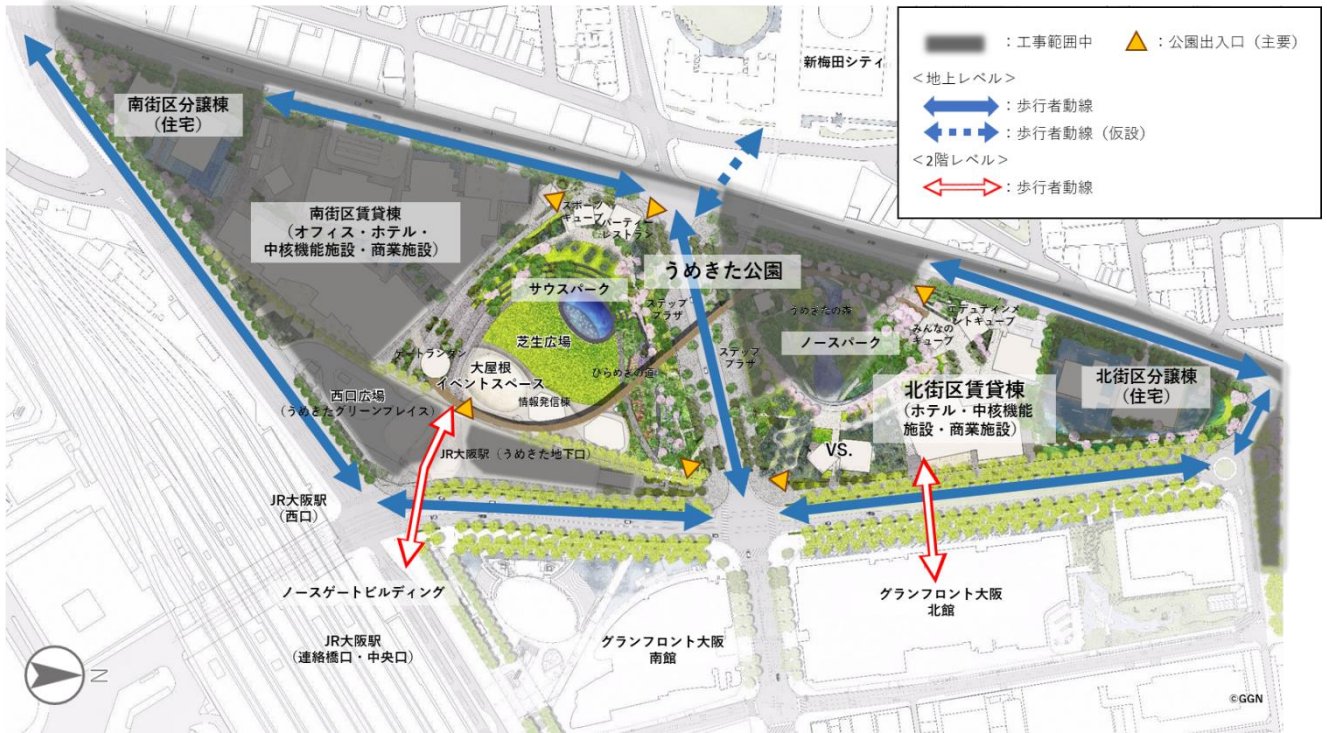 ：工事範囲中
：公園出入口（主要）
＜地上レベル＞
：歩行者動線
：歩行者動線（仮設）
＜2階レベル＞
：歩行者動線
新梅田シティ
南街区分譲棟
（住宅）
南街区賃貸棟
（オフィス・ホテル・
中核機能施設・商業施設）
スポーツ
キューブ
パーティー
レストラン
うめきた公園
サウスパーク
ステップ
プラザ
芝生広場
ゲートランタン
大屋根
イベントスペース
ひらめきの道
情報発信棟
西口広場
（うめきたグリーンプレイス）
JR大阪駅（うめきた地下口）
うめきたの森
ノースパーク
ステップ
プラザ
エデュテインメ
ントキューブ
みんなの
キューブ
北街区賃貸棟
（ホテル・中核機能
施設・商業施設）
北街区分譲棟
（住宅）
VS.
JR大阪駅
（西口）
ノースゲートビルディング
JR大阪駅
（連絡橋口・中央口）
グランフロント大阪
南館
グランフロント大阪
北館
N
©GGN